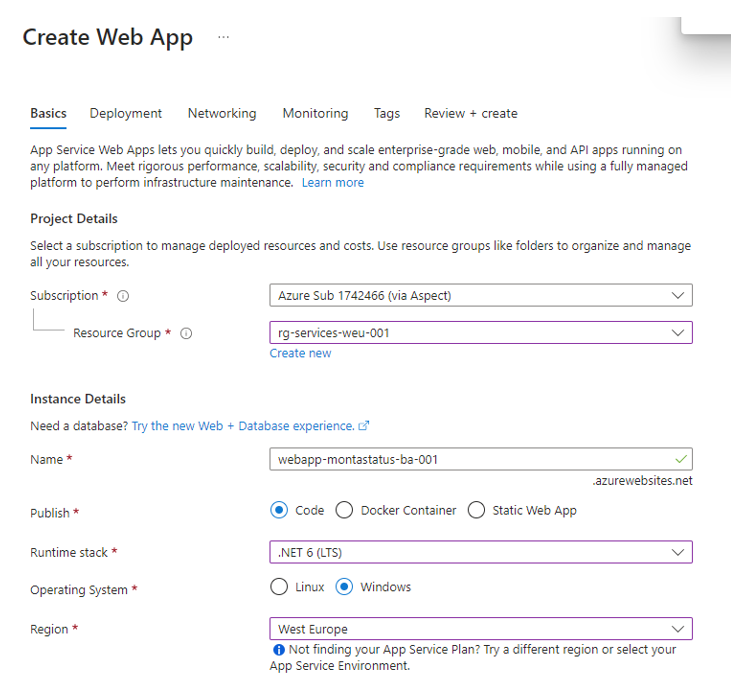 Create Web App ...
Basics Deployment Networking Monitoring Tags Review + create
App Service Web Apps lets you quickly build, deploy, and scale enterprise-grade web, mobile, and API apps running on
any platform. Meet rigorous performance, scalability, security and compliance requirements while using a fully managed
platform to perform infrastructure maintenance. Learn more
Project Details
Select a subscription to manage deployed resources and costs. Use resource groups like folders to organize and manage
all your resources.
Subscription * Azure Sub 1742466 (via Aspect)
Resource Group * rg-services-weu-001
Create new
Instance Details
Need a database? Try the new Web + Database experience.
Name * webapp-montastatus-ba-001
.azurewebsites.net
Publish * Code Docker Container Static Web App
Runtime stack * .NET 6 (LTS)
Operating System * Linux Windows
Region * West Europe
Not finding your App Service Plan? Try a different region or select your
App Service Environment.